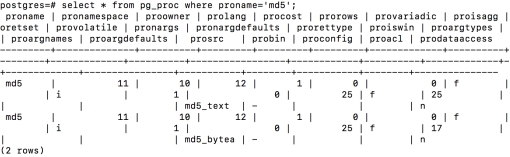 postgres=# select * from pg_proc where proname='md5';
 proname | pronamespace | proowner | prolang | procost | prorows | provariadic | proisagg
oretset | provolatile | pronargs | pronargdefaults | prorettype | proiswin | proargtypes
 | proargnames | proargdefaults | prosrc | probin | proconfig | proacl | prodataaccess
---------+--------------+----------+---------+---------+---------+-------------+---------
--------+-------------+----------+-----------------+------------+----------+------------
-+-------------+----------------+---------+--------+-----------+--------+---------------
 md5 | 11 | 10 | 12 | 1 | 0 | 0 | f
 | i | 1 | 0 | 25 | f | 25
 | | | md5_text | - | | | n
 md5 | 11 | 10 | 12 | 1 | 0 | 0 | f
 | i | 1 | 0 | 25 | f | 17
 | | | md5_bytea | - | | | n
(2 rows)